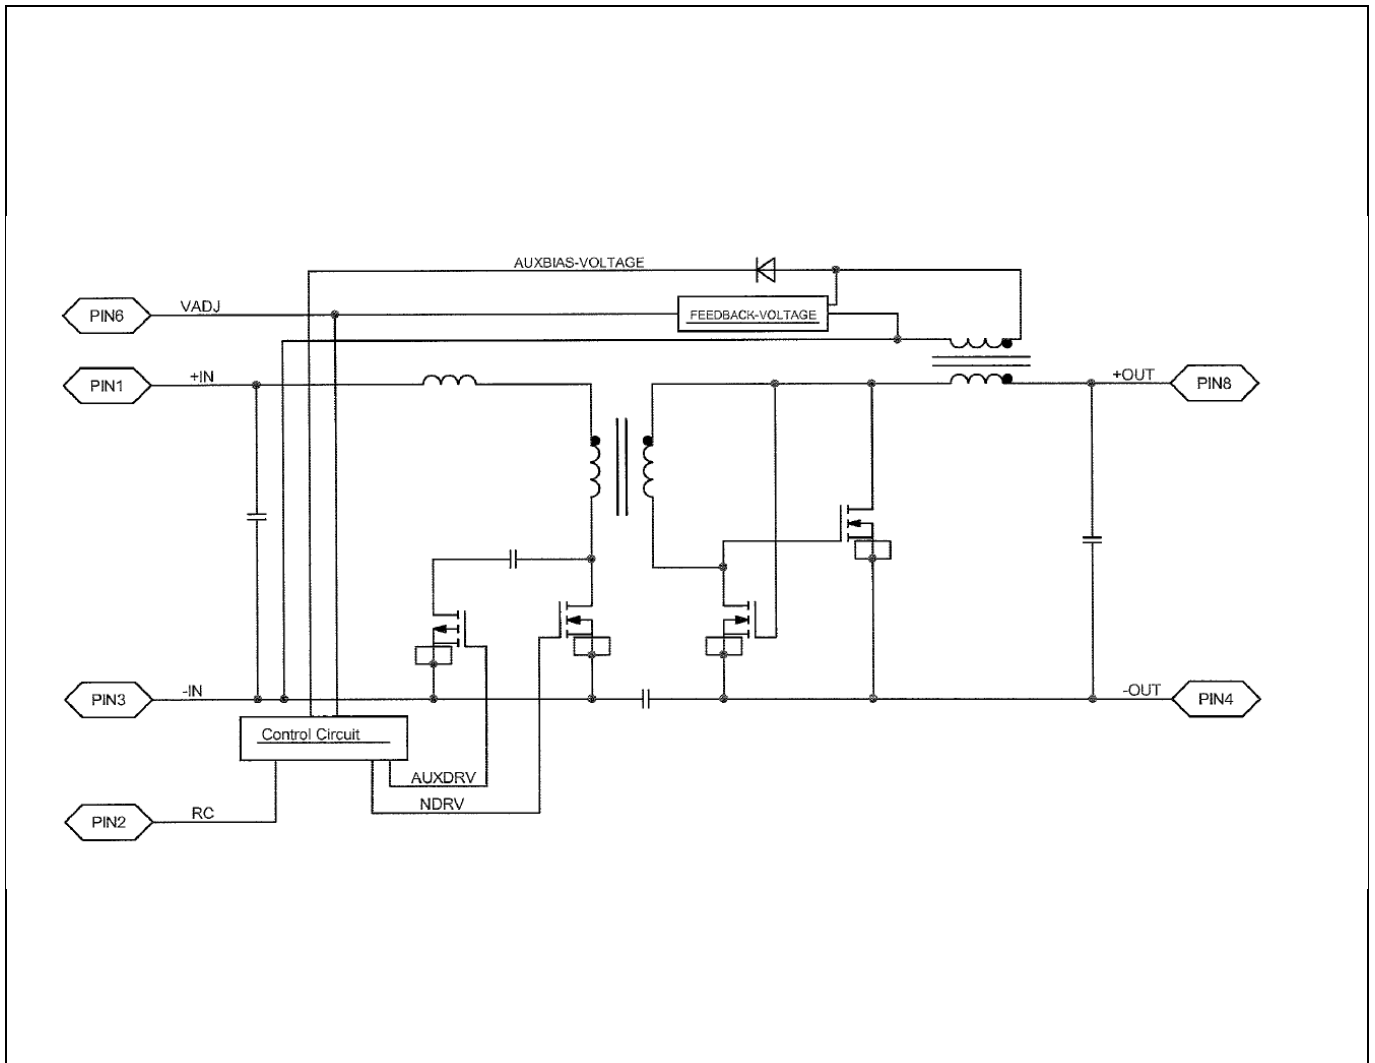 AUXBIAS-VOLTAGE
PIN6
VADJ
FEEDBACK-VOLTAGE
PIN1
+IN
+OUT
PIN8
PIN3
-IN
-OUT
PIN4
Control Circuit
AUXDRV
NDRV
PIN2
RC